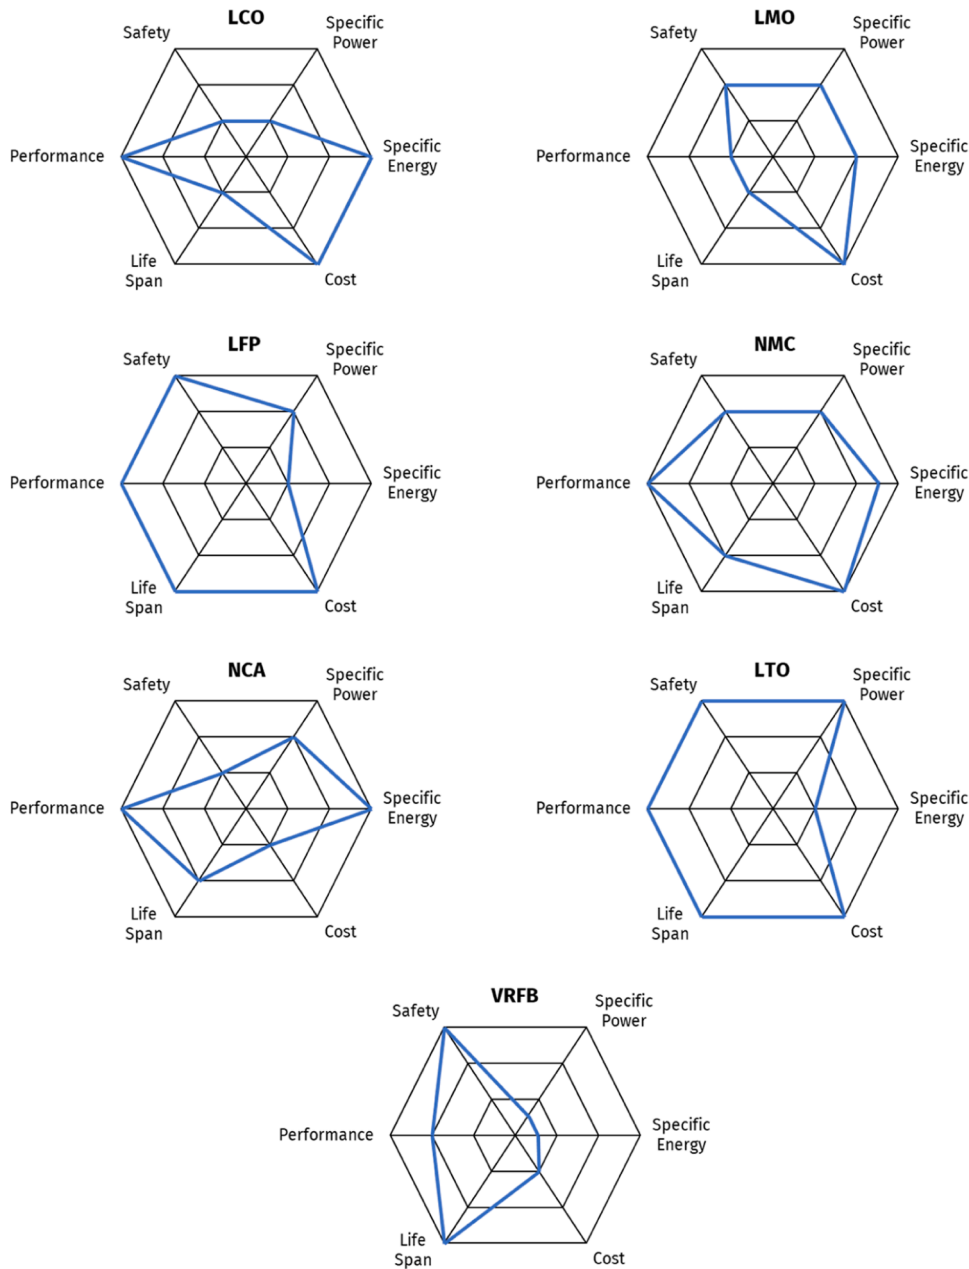 LCO
Safety
Specific
Power
Performance
Specific
Energy
Life
Span
Cost
LMO
Safety
Specific
Power
Performance
Specific
Energy
Life
Span
Cost
LFP
Safety
Specific
Power
Performance
Specific
Energy
Life
Span
Cost
NMC
Safety
Specific
Power
Performance
Specific
Energy
Life
Span
Cost
NCA
Safety
Specific
Power
Performance
Specific
Energy
Life
Span
Cost
LTO
Safety
Specific
Power
Performance
Specific
Energy
Life
Span
Cost
VRFB
Safety
Specific
Power
Performance
Specific
Energy
Life
Span
Cost